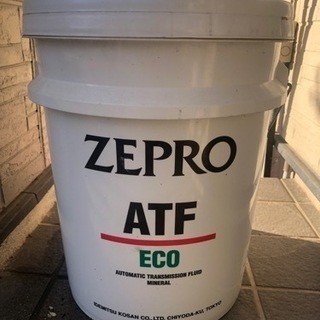 ZEPRO
ATF
ECO
AUTOMATIC TRANSMISSION FLUID
MINERAL
IDEMITSU KOSAN CO., LTD. CHIYODA-KU, TOKYO